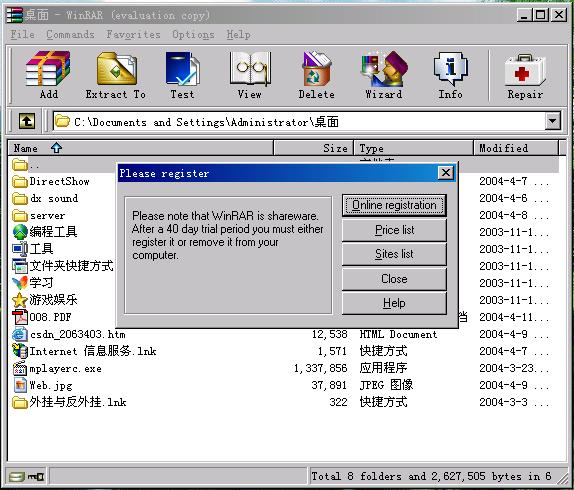 桌面 - WinRAR (evaluation copy)
File Commands Favorites Options Help
Add Extract To Test View Delete Wizard Info Repair
C:\Documents and Settings\Administrator\桌面
Name Size Type Modified
..
DirectShow 2004-4-7 ...
dx sound 2004-4-6 ...
server 2004-4-8 ...
编程工具 2003-11-1...
工具 2003-11-1...
文件夹快捷方式 2003-11-1...
学习 2003-11-1...
游戏娱乐 2003-11-1...
008.PDF 档 2004-4-11...
csdn_2063403.htm 12,538 HTML Document 2004-4-9 ...
Internet 信息服务.lnk 1,571 快捷方式 2004-4-7 ...
mplayerc.exe 1,337,856 应用程序 2004-3-23...
Web.jpg 37,891 JPEG 图像 2004-4-9 ...
外挂与反外挂.lnk 322 快捷方式 2004-3-3 ...
Please register
Please note that WinRAR is shareware.
After a 40 day trial period you must either
register it or remove it from your
computer.
Online registration
Price list
Sites list
Close
Help
Total 8 folders and 2,627,505 bytes in 6